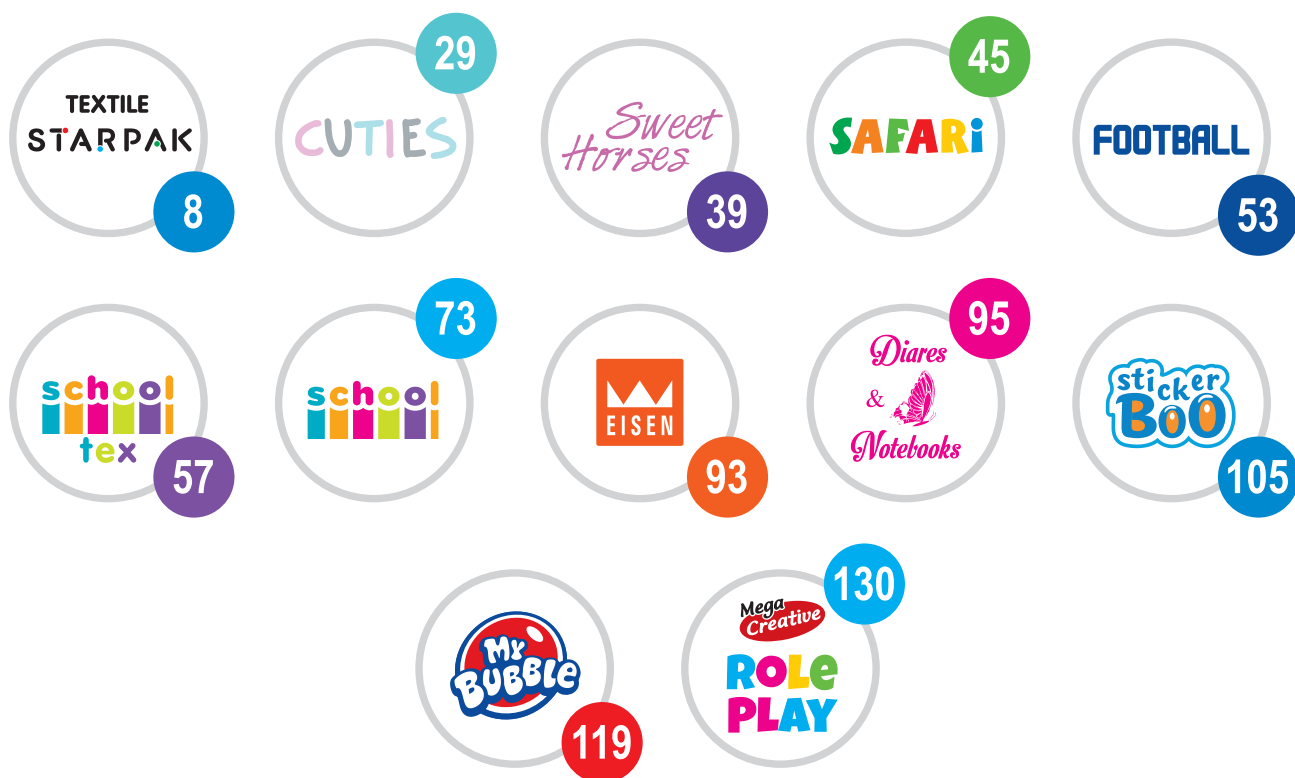 TEXTILE
STARPAK
8
CUTIES
29
Sweet
Horses
39
SAFARi
45
FOOTBALL
53
school
tex
57
school
73
EISEN
93
Diares
&
Notebooks
95
sticker
BOO
105
MY
BUBBLE
119
Mega
Creative
ROLe
PLAY
130